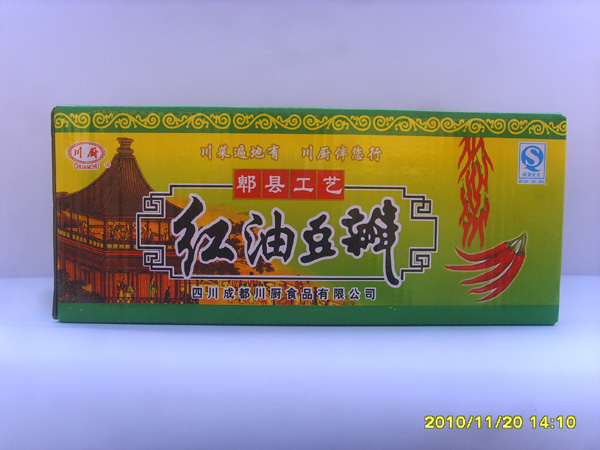 川厨
CHUANCHU
®
川菜遍地有 川厨伴您行
郫县工艺
红油豆瓣
四川成都川厨食品有限公司
2010/11/20 14:10